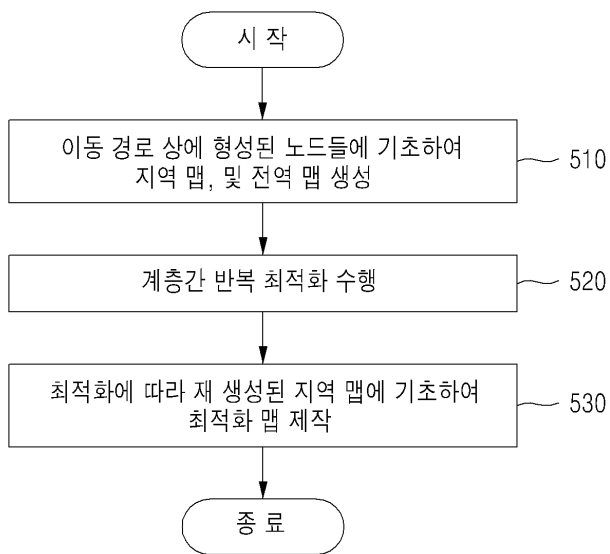 시 작
이동 경로 상에 형성된 노드들에 기초하여
지역 맵, 및 전역 맵 생성
510
계층간 반복 최적화 수행
520
최적화에 따라 재 생성된 지역 맵에 기초하여
최적화 맵 제작
530
종 료